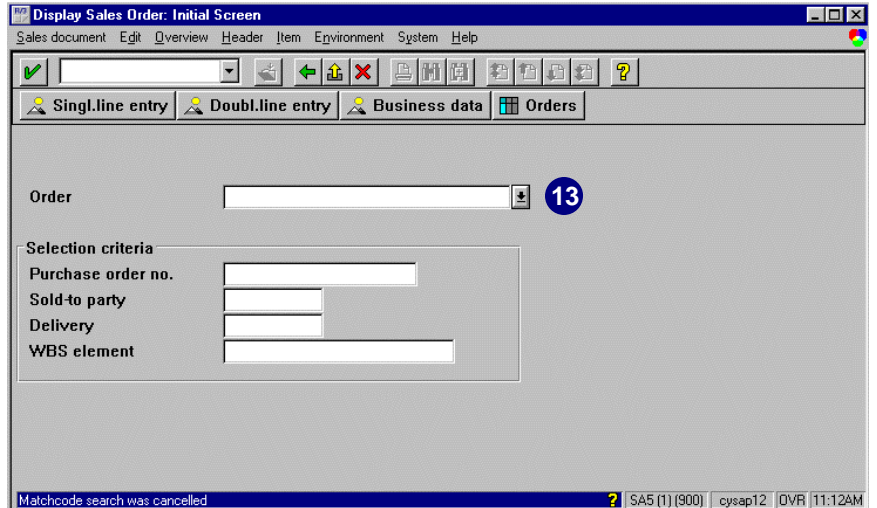 Display Sales Order: Initial Screen
Sales document Edit Overview Header Item Environment System Help
Singl.line entry Doubl.line entry Business data Orders
Order
13
Selection criteria
Purchase order no.
Sold-to party
Delivery
WBS element
Matchcode search was cancelled ? SA5 (1) (900) cysap12 OVR 11:12AM